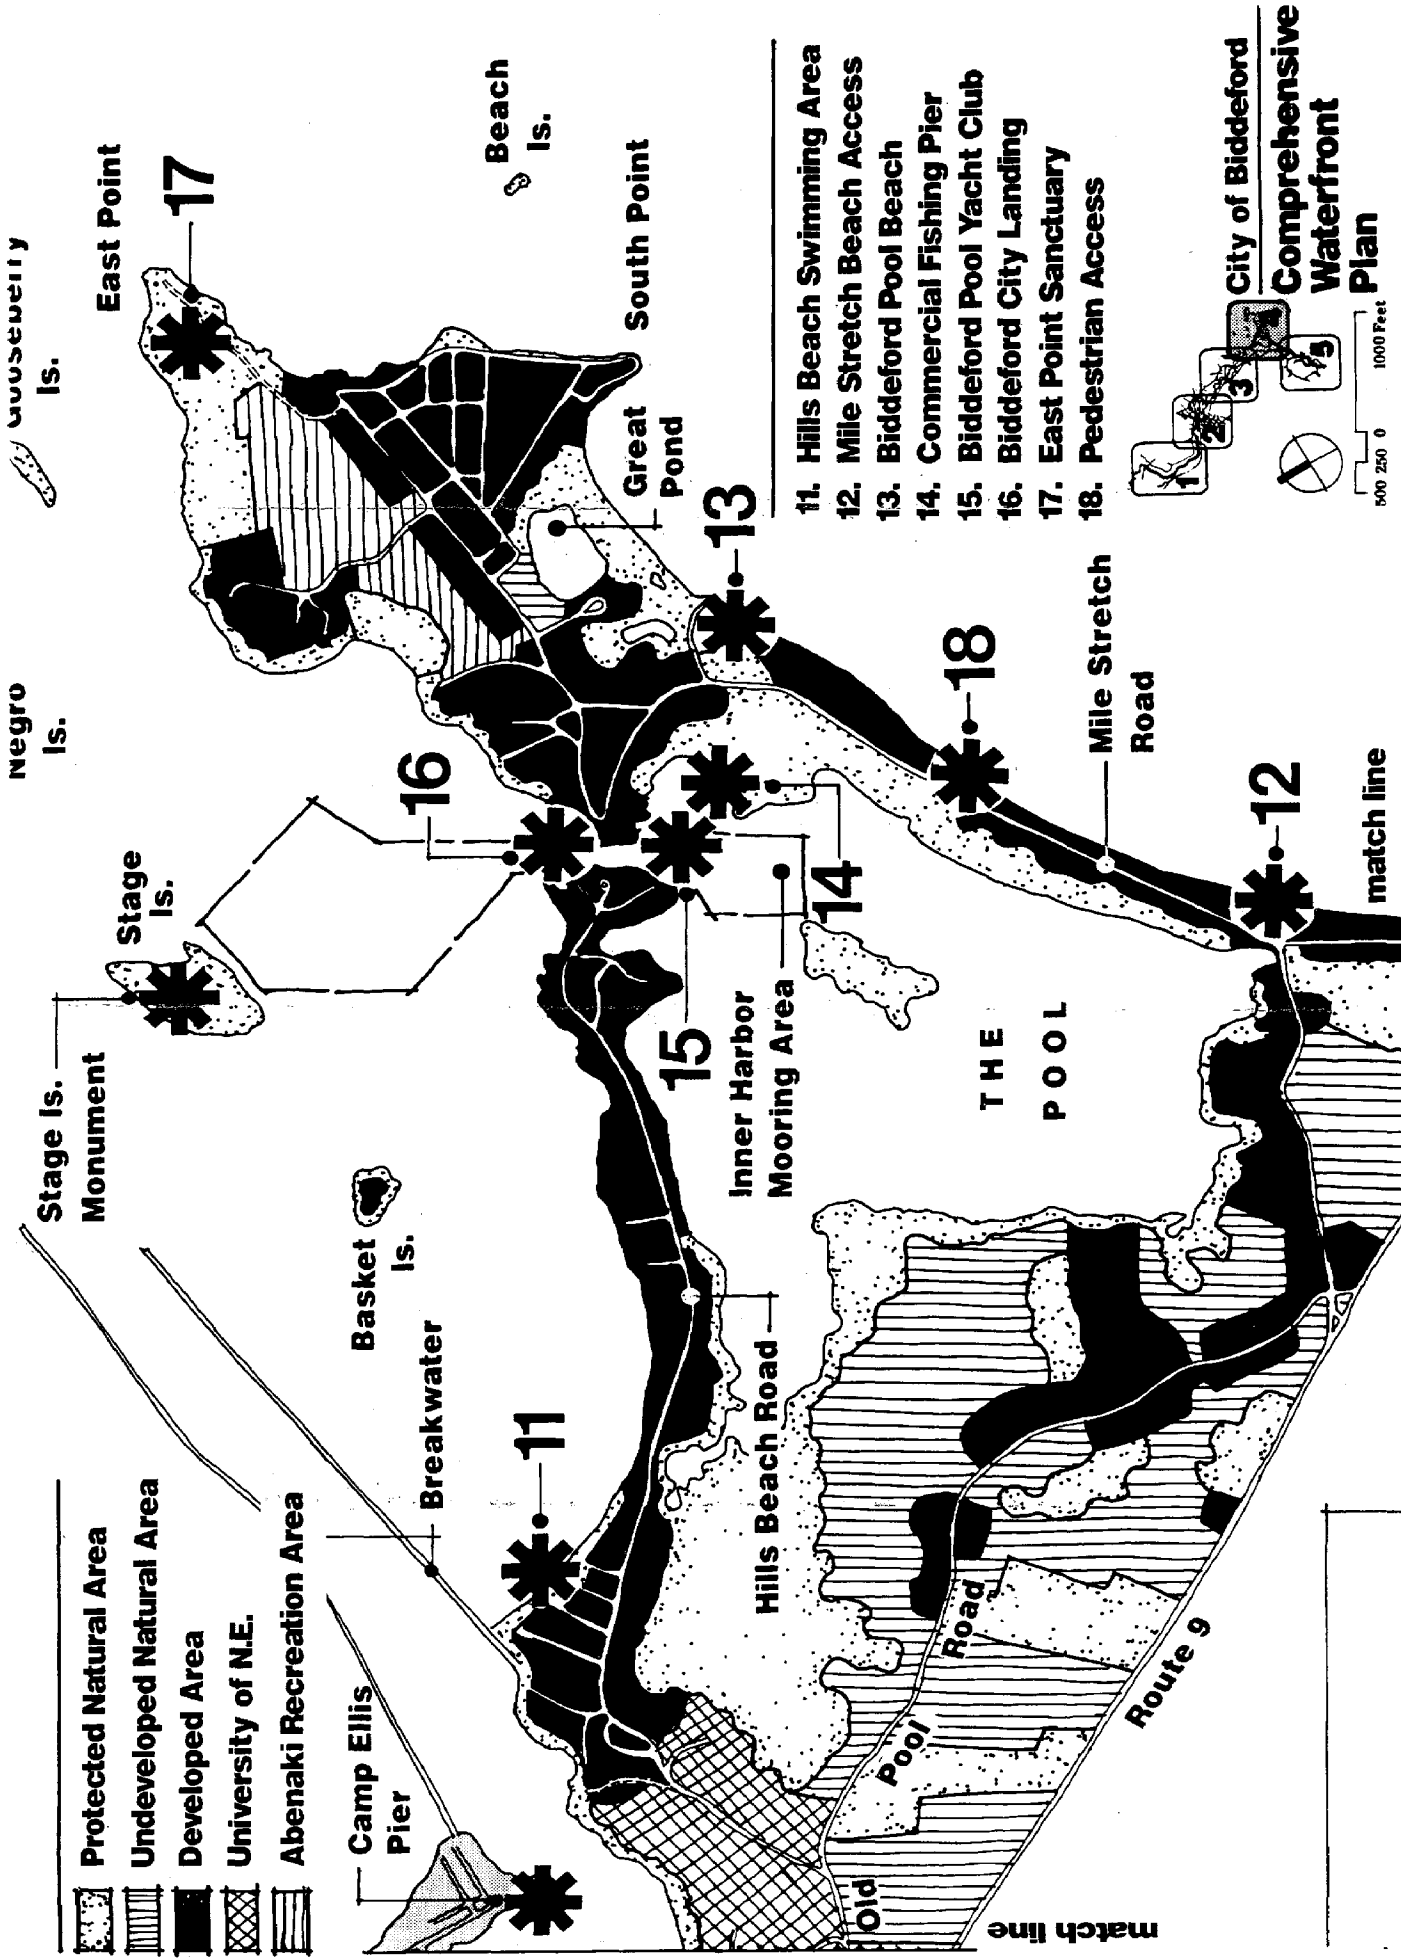 Protected Natural Area
Undeveloped Natural Area
Developed Area
University of N.E.
Abenaki Recreation Area
Camp Ellis
Pier
Breakwater
11
Basket
Is.
Stage Is.
Monument
Stage
Is.
Negro
Is.
Gooseberry
Is.
East Point
17
Beach
Is.
South Point
Great
Pond
16
15
14
13
18
12
Inner Harbor
Mooring Area
THE
POOL
Hills Beach Road
Mile Stretch
Road
Old
Pool
Road
Route 9
match line
match line
11. Hills Beach Swimming Area
12. Mile Stretch Beach Access
13. Biddeford Pool Beach
14. Commercial Fishing Pier
15. Biddeford Pool Yacht Club
16. Biddeford City Landing
17. East Point Sanctuary
18. Pedestrian Access
1
2
3
4
5
City of Biddeford
Comprehensive
Waterfront
Plan
500 250 0 1000 Feet